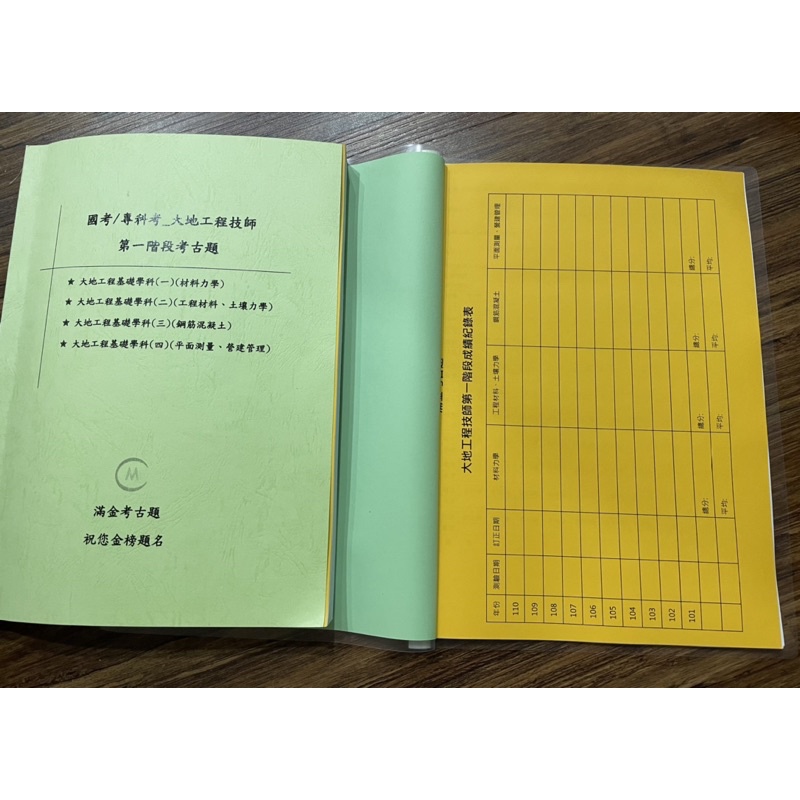 國考/專科考_大地工程技師
第一階段考古題
★ 大地工程基礎學科(一)(材料力學)
★ 大地工程基礎學科(二)(工程材料、土壤力學)
★ 大地工程基礎學科(三)(鋼筋混凝土)
★ 大地工程基礎學科(四)(平面測量、營建管理)
M
滿金考古題
祝您金榜題名
大地工程技師第一階段成績紀錄表
年份 測驗日期 訂正日期 材料力學 工程材料、土壤力學 鋼筋混凝土 平面測量、營建管理
110
109
108
107
106
105
104
103
102
101
總分: 總分: 總分: 總分:
平均: 平均: 平均: 平均: